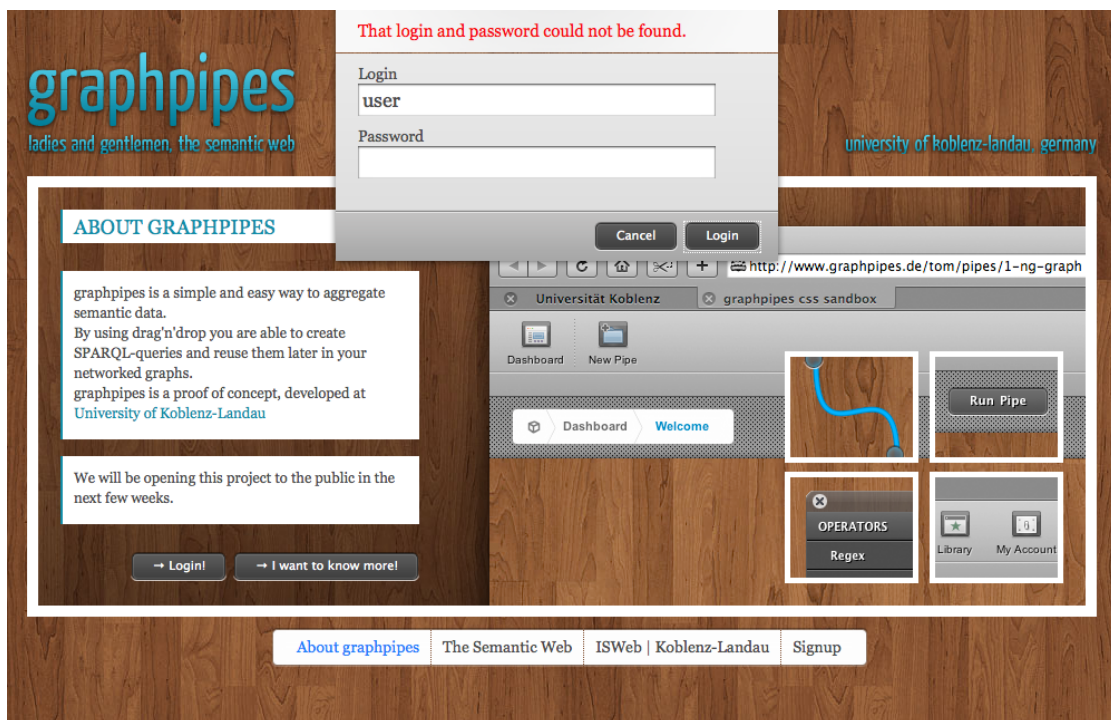 That login and password could not be found.
Login
user
Password
Cancel
Login
graphpipes
ladies and gentlemen, the semantic web
university of koblenz-landau, germany
ABOUT GRAPHPIPES
graphpipes is a simple and easy way to aggregate
semantic data.
By using drag'n'drop you are able to create
SPARQL-queries and reuse them later in your
networked graphs.
graphpipes is a proof of concept, developed at
University of Koblenz-Landau
We will be opening this project to the public in the
next few weeks.
→ Login!
→ I want to know more!
http://www.graphpipes.de/tom/pipes/1-ng-graph
Universität Koblenz
graphpipes css sandbox
Dashboard
New Pipe
Dashboard
Welcome
Run Pipe
OPERATORS
Regex
Library
My Account
About graphpipes
The Semantic Web
ISWeb | Koblenz-Landau
Signup